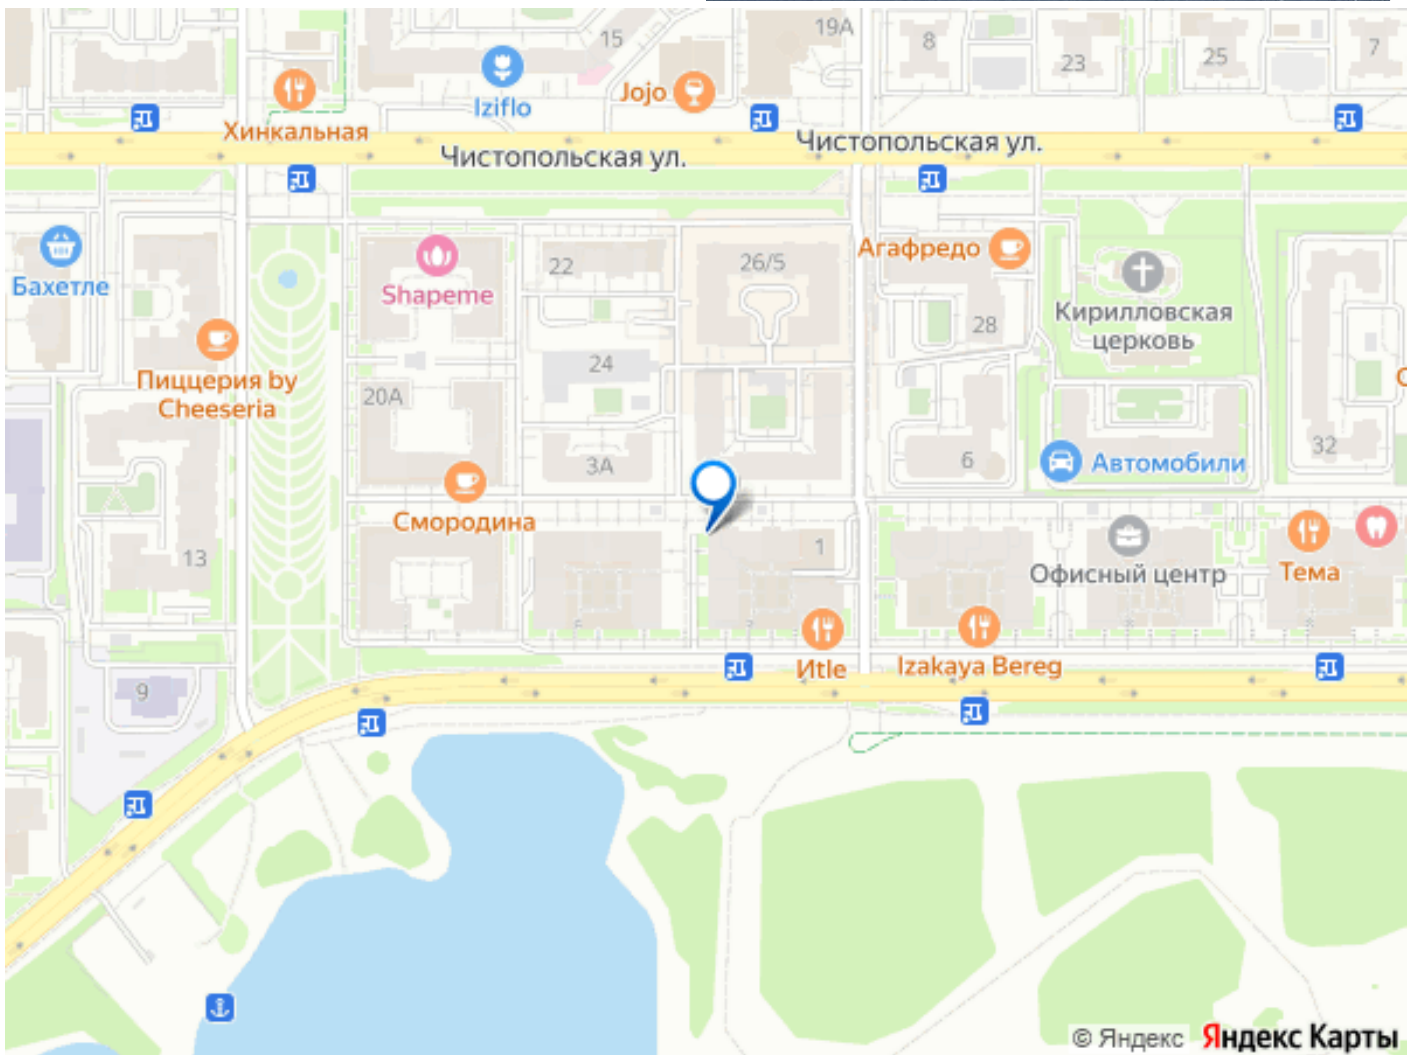 15
19А
8
23
25
7
Iziflo
Jojo
Хинкальная
Чистопольская ул.
Чистопольская ул.
Бахетле
Shapeme
22
26/5
Агафредо
28
Кирилловская
церковь
Пиццерия by
Cheeseria
20А
24
3А
6
Автомобили
32
Смородина
13
1
Офисный центр
Тема
9
Иtle
Izakaya Bereg
© Яндекс
Яндекс Карты